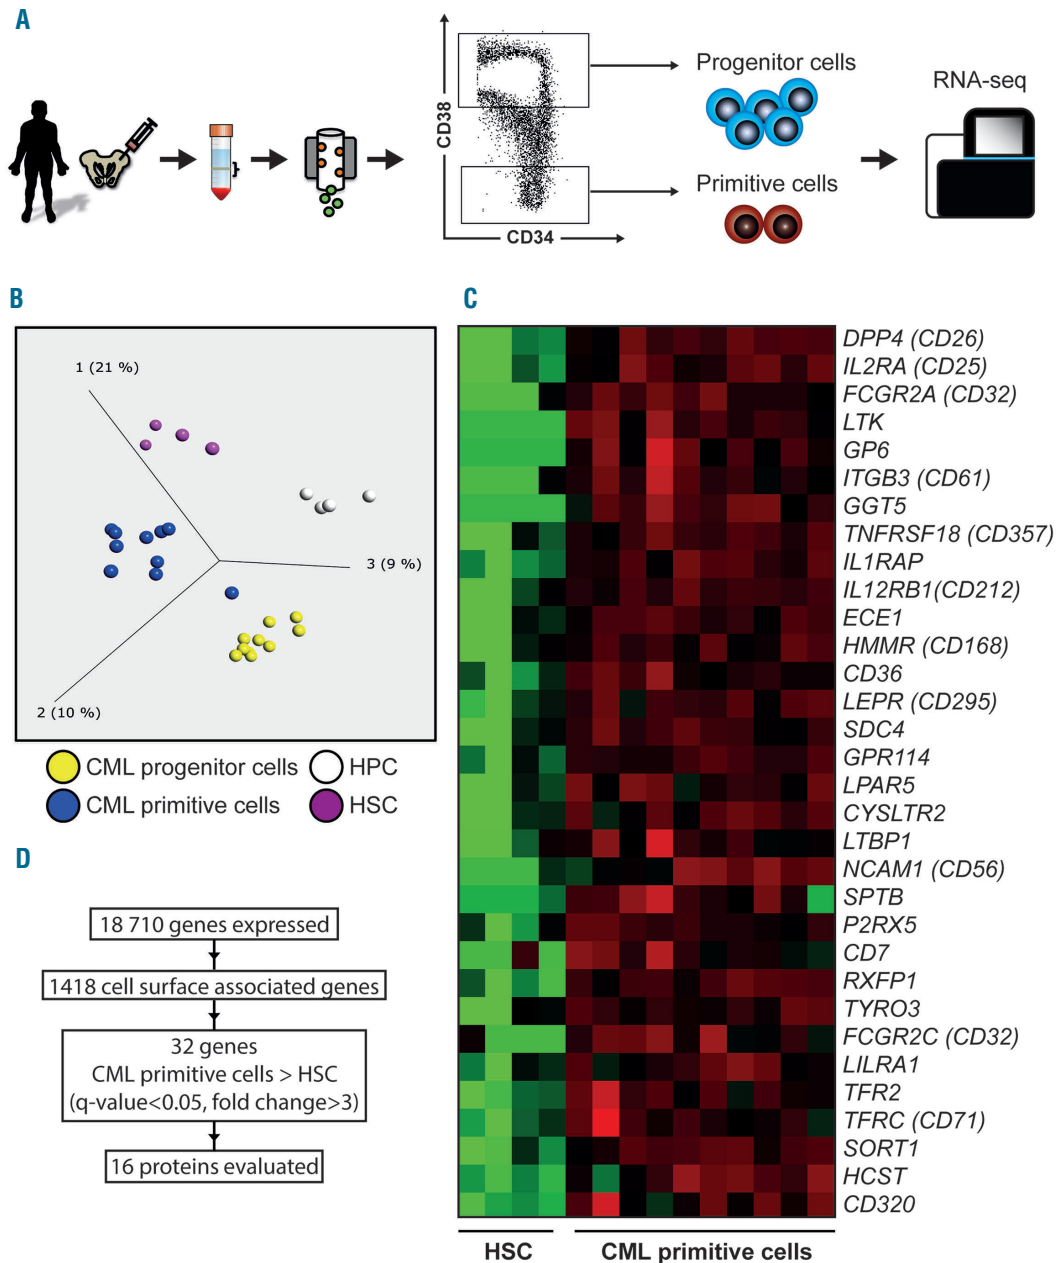 A
CD38
CD34
Progenitor cells
Primitive cells
RNA-seq
B
1 (21 %)
3 (9 %)
2 (10 %)
CML progenitor cells
HPC
CML primitive cells
HSC
C
DPP4 (CD26)
IL2RA (CD25)
FCGR2A (CD32)
LTK
GP6
ITGB3 (CD61)
GGT5
TNFRSF18 (CD357)
IL1RAP
IL12RB1(CD212)
ECE1
HMMR (CD168)
CD36
LEPR (CD295)
SDC4
GPR114
LPAR5
CYSLTR2
LTBP1
NCAM1 (CD56)
SPTB
P2RX5
CD7
RXFP1
TYRO3
FCGR2C (CD32)
LILRA1
TFR2
TFRC (CD71)
SORT1
HCST
CD320
HSC
CML primitive cells
D
18 710 genes expressed
1418 cell surface associated genes
32 genes
CML primitive cells > HSC
(q-value<0.05, fold change>3)
16 proteins evaluated